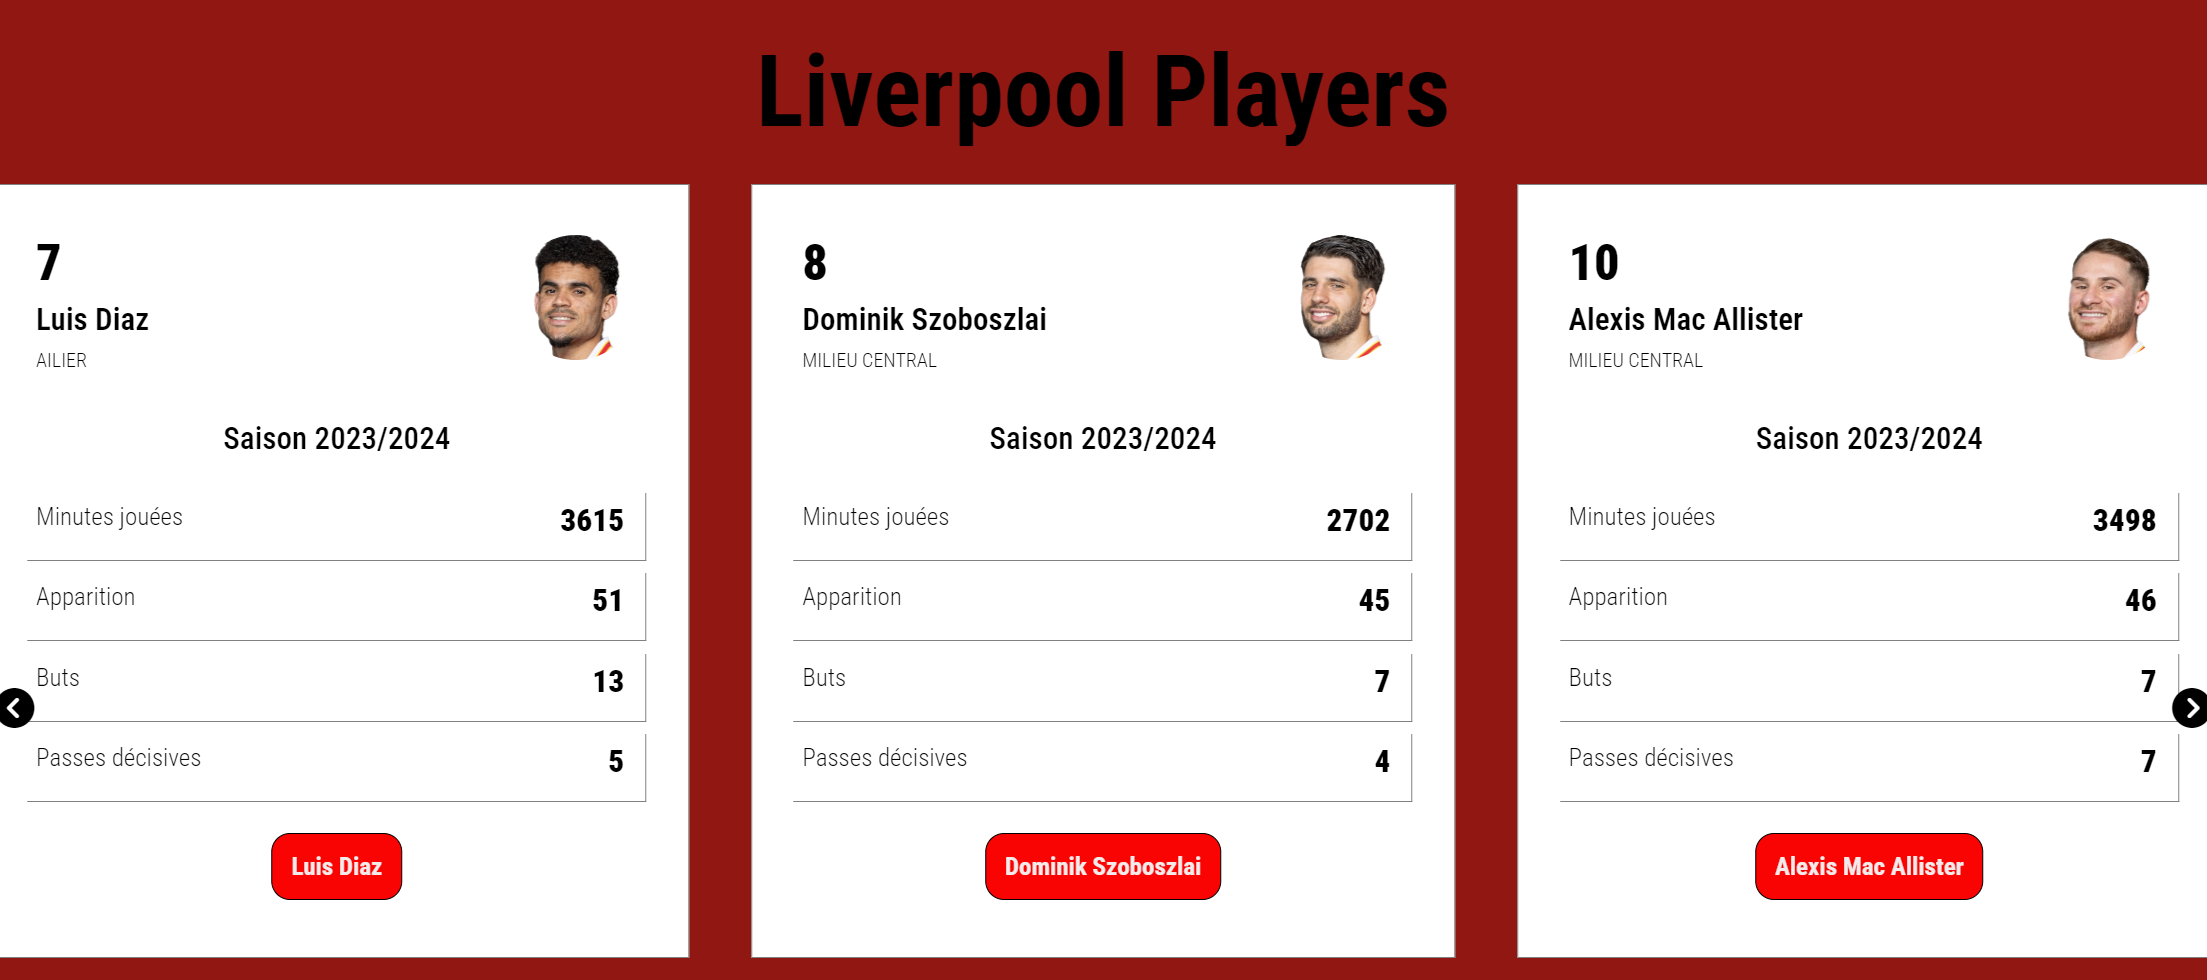 Liverpool Players
7
Luis Diaz
AILIER
Saison 2023/2024
Minutes jouées 3615
Apparition 51
Buts 13
Passes décisives 5
Luis Diaz
8
Dominik Szoboszlai
MILIEU CENTRAL
Saison 2023/2024
Minutes jouées 2702
Apparition 45
Buts 7
Passes décisives 4
Dominik Szoboszlai
10
Alexis Mac Allister
MILIEU CENTRAL
Saison 2023/2024
Minutes jouées 3498
Apparition 46
Buts 7
Passes décisives 7
Alexis Mac Allister